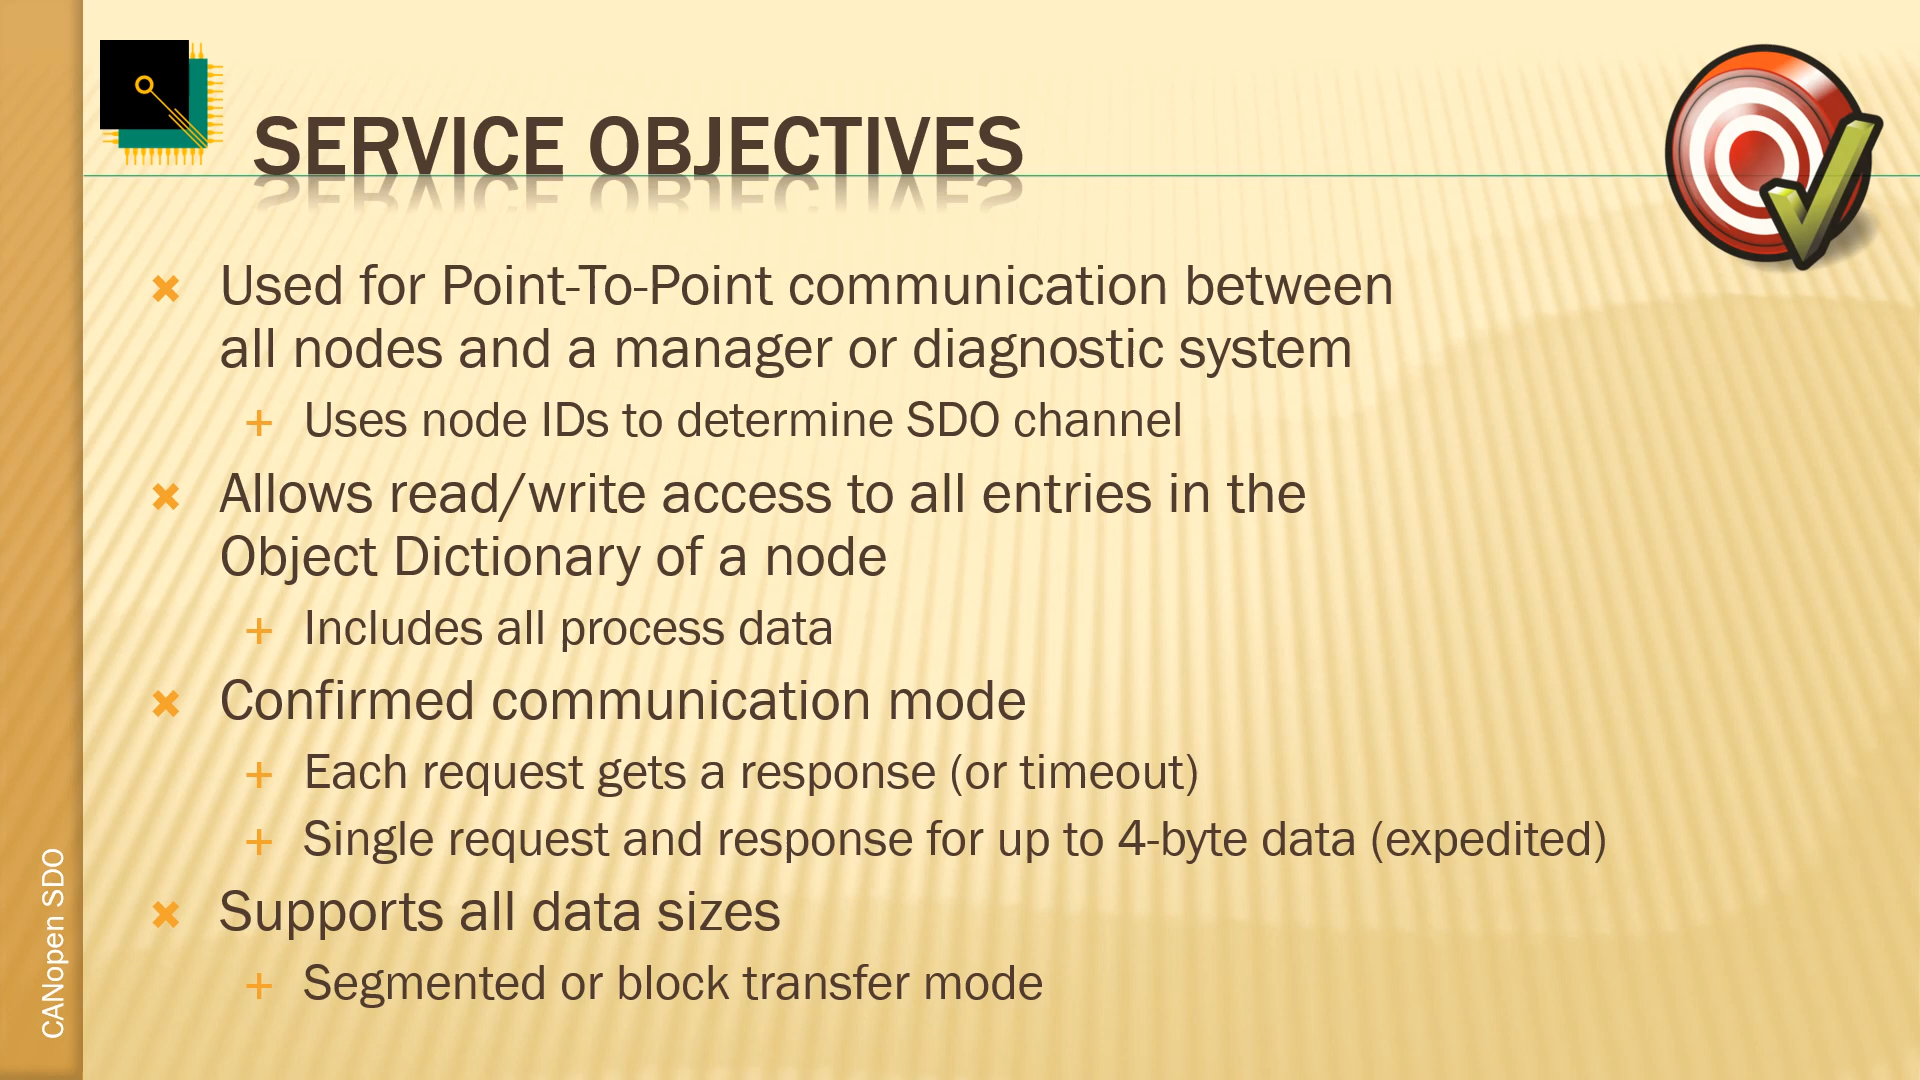 SERVICE OBJECTIVES
Used for Point-To-Point communication between
all nodes and a manager or diagnostic system
Uses node IDs to determine SDO channel
Allows read/write access to all entries in the
Object Dictionary of a node
Includes all process data
Confirmed communication mode
Each request gets a response (or timeout)
Single request and response for up to 4-byte data (expedited)
Supports all data sizes
Segmented or block transfer mode
CANopen SDO